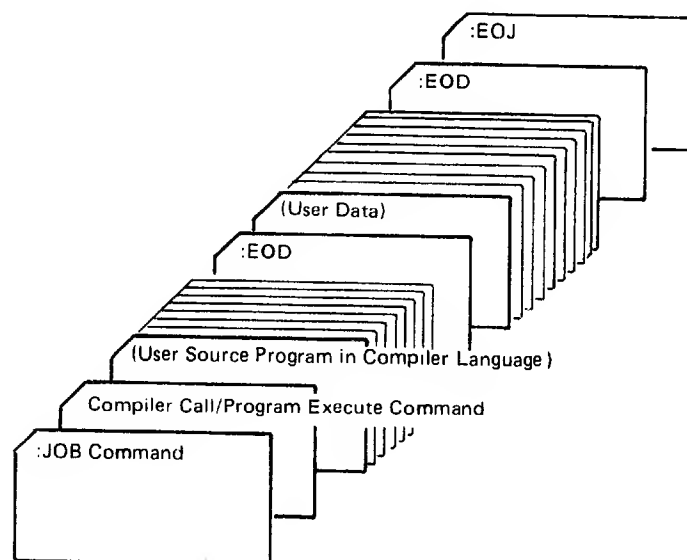 :EOJ
:EOD
(User Data)
:EOD
(User Source Program in Compiler Language)
Compiler Call/Program Execute Command
:JOB Command